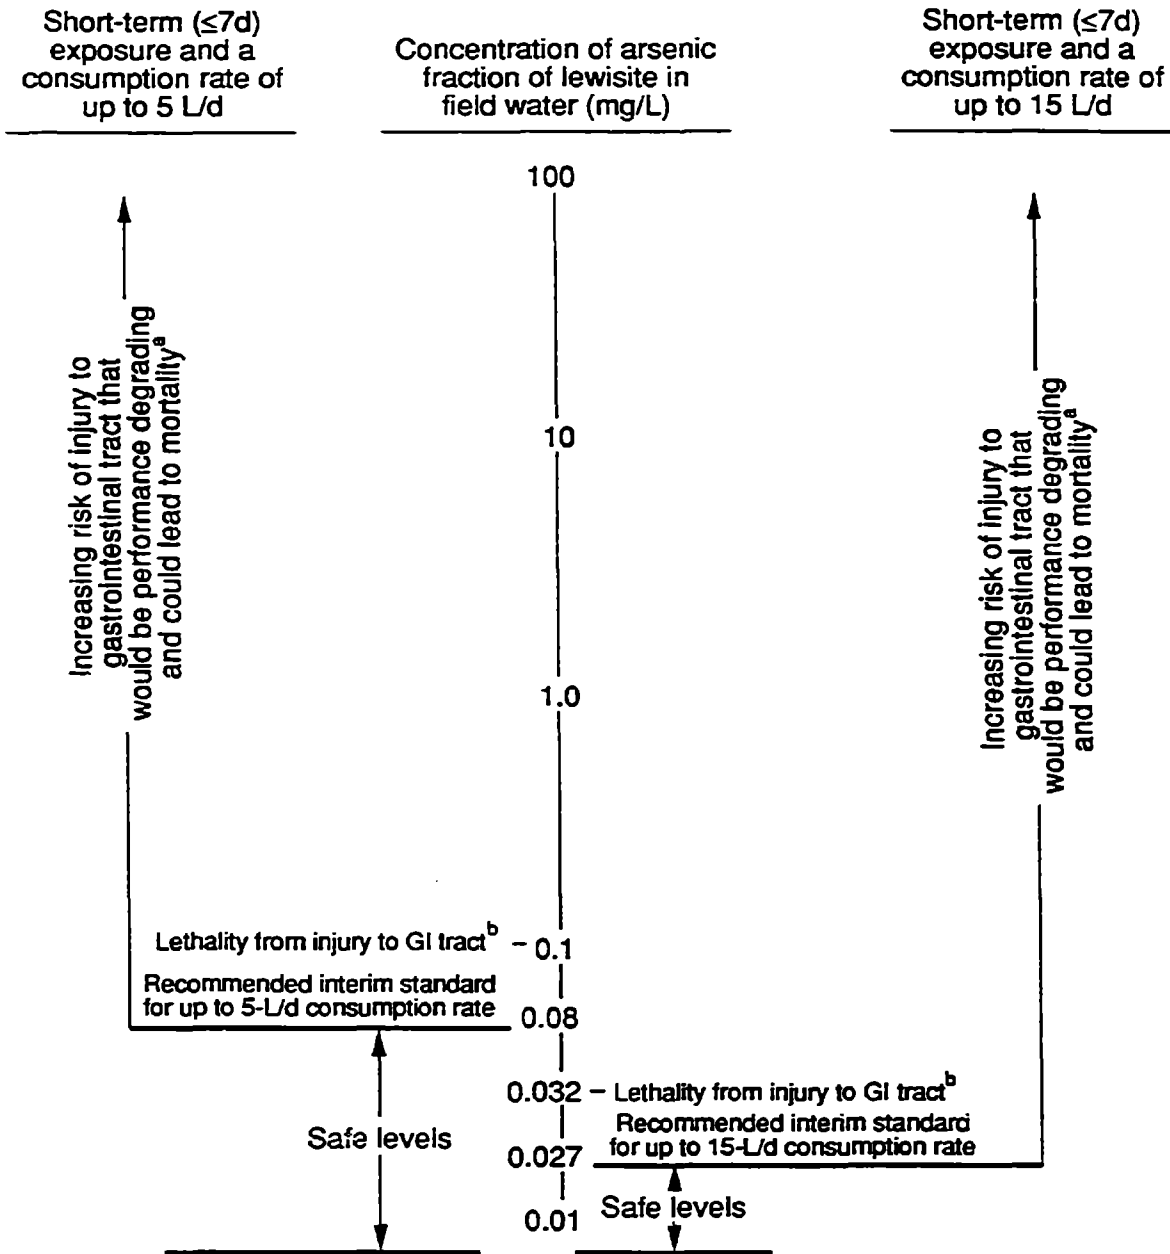 Short-term (≤7d)
exposure and a
consumption rate of
up to 5 L/d
Concentration of arsenic
fraction of lewisite in
field water (mg/L)
Short-term (≤7d)
exposure and a
consumption rate of
up to 15 L/d
100
10
1.0
Increasing risk of injury to
gastrointestinal tract that
would be performance degrading
and could lead to mortality^a
Increasing risk of injury to
gastrointestinal tract that
would be performance degrading
and could lead to mortality^a
Lethality from injury to GI tract^b – 0.1
Recommended interim standard
for up to 5-L/d consumption rate
0.08
0.032 – Lethality from injury to GI tract^b
Recommended interim standard
for up to 15-L/d consumption rate
0.027
Safe levels
Safe levels
0.01